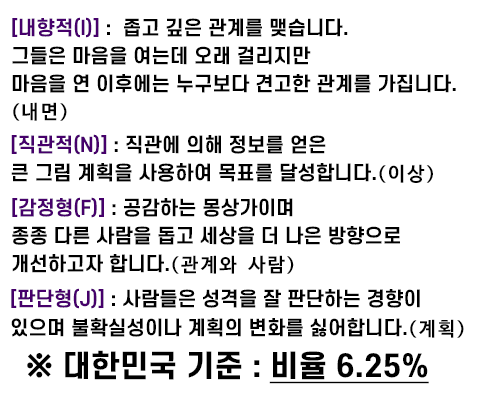 [내향적(I)] : 좁고 깊은 관계를 맺습니다.
그들은 마음을 여는데 오래 걸리지만
마음을 연 이후에는 누구보다 견고한 관계를 가집니다.
(내면)
[직관적(N)] : 직관에 의해 정보를 얻은
큰 그림 계획을 사용하여 목표를 달성합니다.(이상)
[감정형(F)] : 공감하는 몽상가이며
종종 다른 사람을 돕고 세상을 더 나은 방향으로
개선하고자 합니다.(관계와 사람)
[판단형(J)] : 사람들은 성격을 잘 판단하는 경향이
있으며 불확실성이나 계획의 변화를 싫어합니다.(계획)
※ 대한민국 기준 : 비율 6.25%